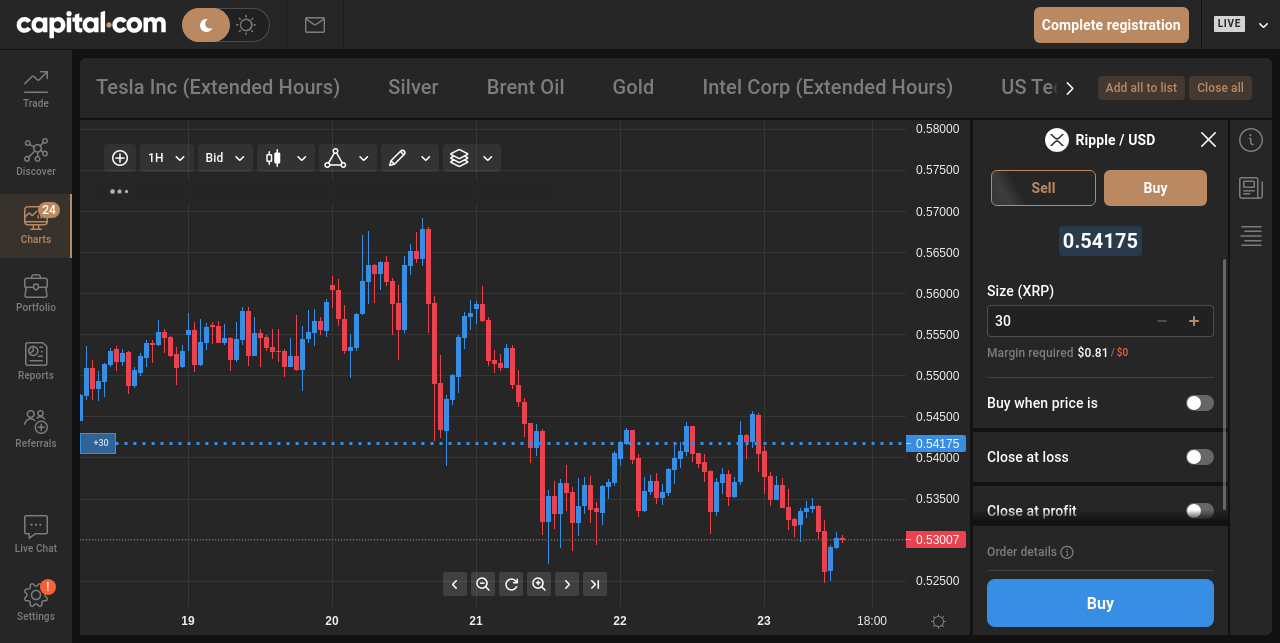 capital.com
Complete registration
LIVE
Trade
Discover
24
Charts
Portfolio
Reports
Referrals
Live Chat
!
Settings
Tesla Inc (Extended Hours)
Silver
Brent Oil
Gold
Intel Corp (Extended Hours)
US Te
Add all to list
Close all
1H
Bid
0.58000
0.57500
0.57000
0.56500
0.56000
0.55500
0.55000
0.54500
+30
0.54175
0.54000
0.53500
0.53007
0.52500
19
20
21
22
23
18:00
Ripple / USD
Sell
Buy
0.54175
Size (XRP)
30
Margin required $0.81 / $0
Buy when price is
Close at loss
Close at profit
Order details
Buy